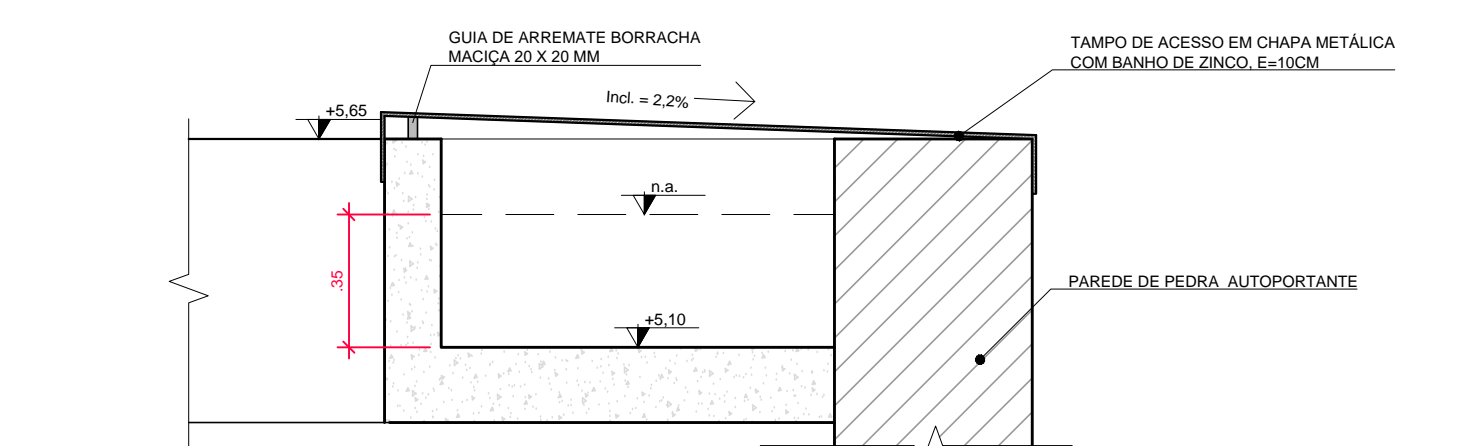 GUIA DE ARREMATE BORRACHA
MACIÇA 20 X 20 MM
TAMPO DE ACESSO EM CHAPA METÁLICA
COM BANHO DE ZINCO, E=10CM
Incl. = 2,2%
+5,65
n.a.
.35
PAREDE DE PEDRA AUTOPORTANTE
+5,10